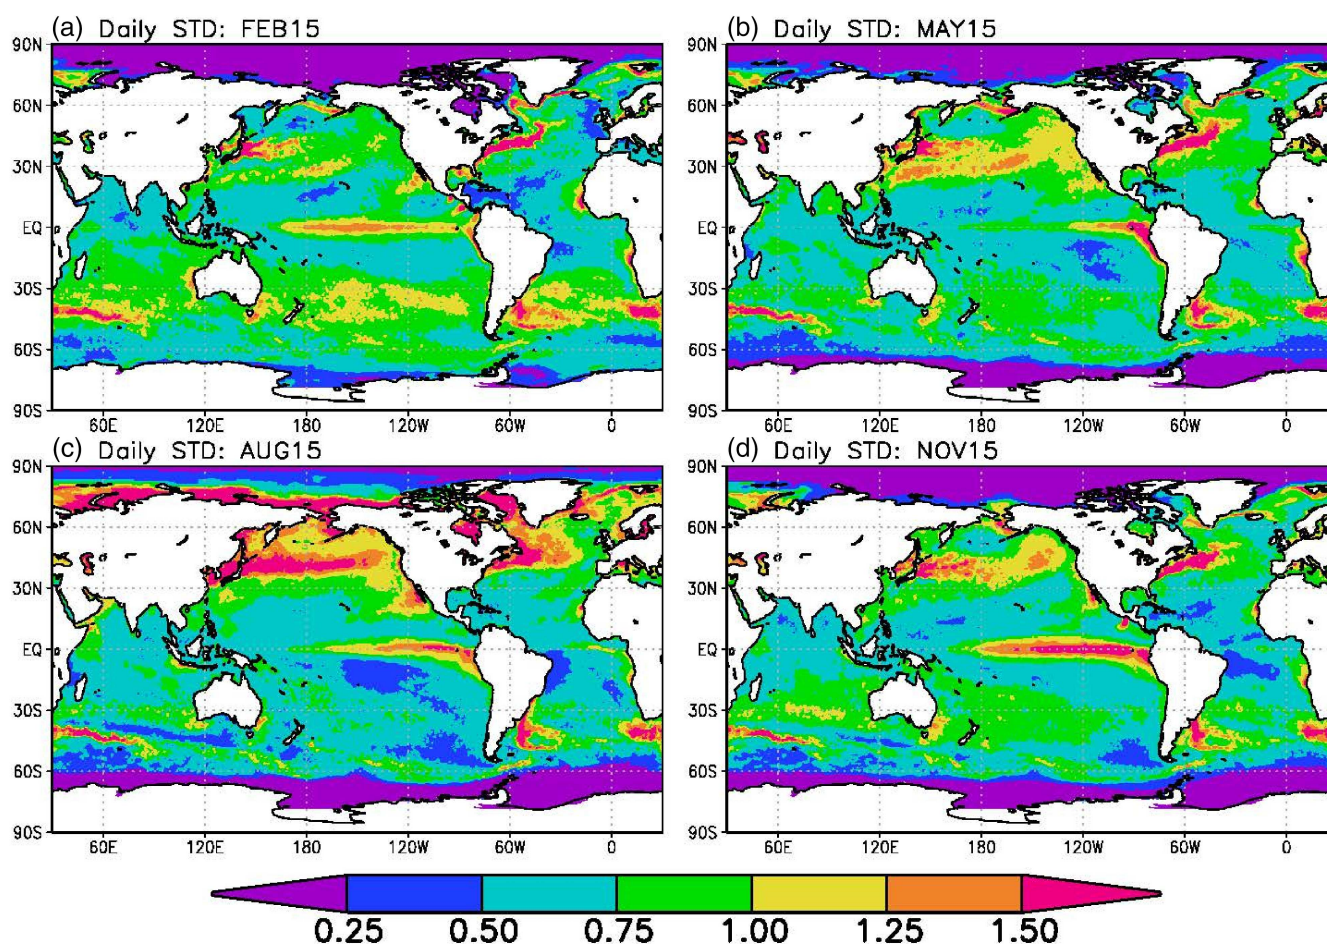 (a) Daily STD: FEB15
90N
60N
30N
EQ
30S
60S
90S
60E 120E 180 120W 60W 0
(b) Daily STD: MAY15
90N
60N
30N
EQ
30S
60S
90S
60E 120E 180 120W 60W 0
(c) Daily STD: AUG15
90N
60N
30N
EQ
30S
60S
90S
60E 120E 180 120W 60W 0
(d) Daily STD: NOV15
90N
60N
30N
EQ
30S
60S
90S
60E 120E 180 120W 60W 0
0.25 0.50 0.75 1.00 1.25 1.50